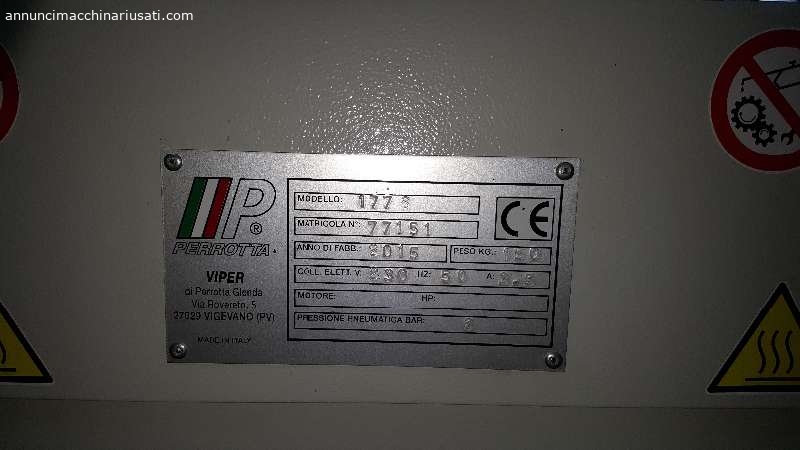 annuncimacchinariusati.com
P®
PERROTTA
VIPER
di Perrotta Glenda
Via Rovereto, 5
27029 VIGEVANO (PV)
MADE IN ITALY
MODELLO: 177
MATRICOLA N°: 77151
CE
ANNO DI FABB.: 2015 PESO KG.:
COLL. ELETT. V: 230 HZ: 50 A:
MOTORE: HP:
PRESSIONE PNEUMATICA BAR: